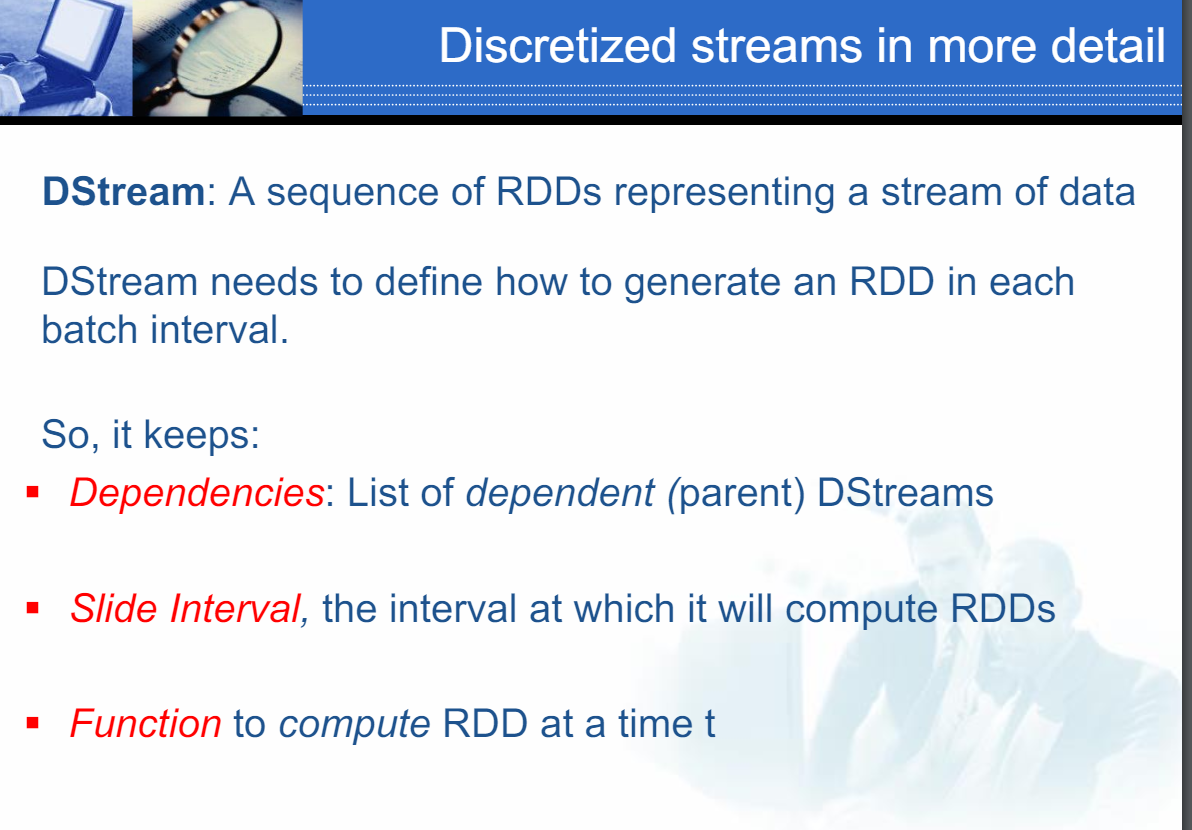 Discretized streams in more detail
DStream: A sequence of RDDs representing a stream of data
DStream needs to define how to generate an RDD in each
batch interval.
So, it keeps:
▪ Dependencies: List of dependent (parent) DStreams
▪ Slide Interval, the interval at which it will compute RDDs
▪ Function to compute RDD at a time t